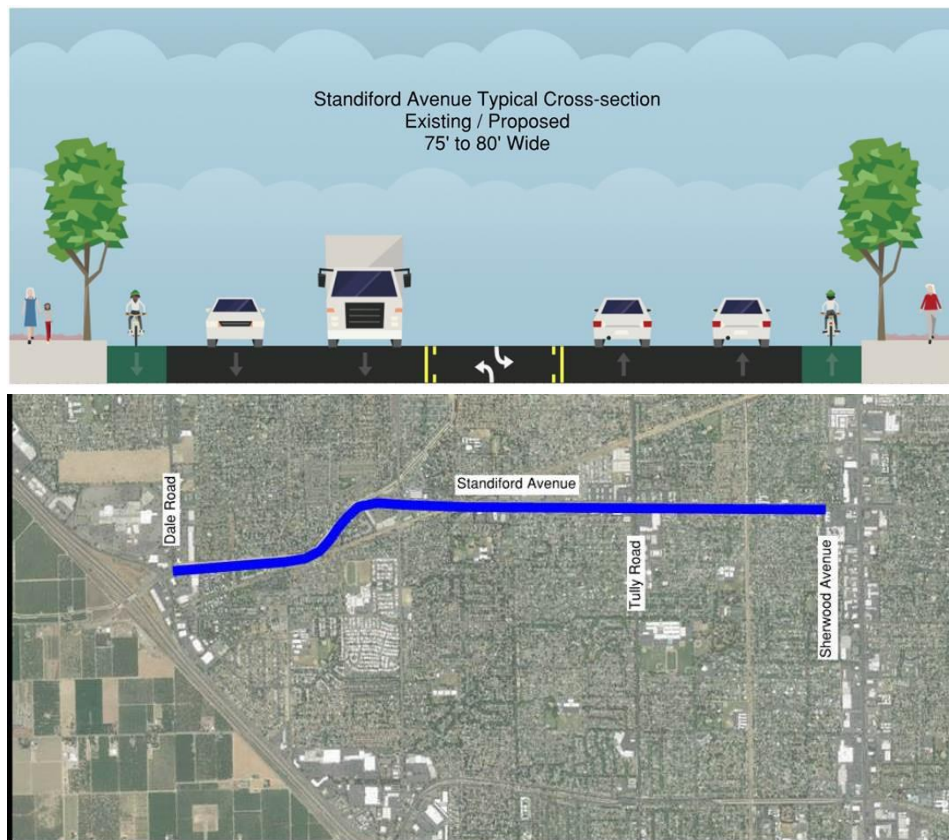 Standiford Avenue Typical Cross-section
Existing / Proposed
75' to 80' Wide
Standiford Avenue
Dale Road
Tully Road
Sherwood Avenue